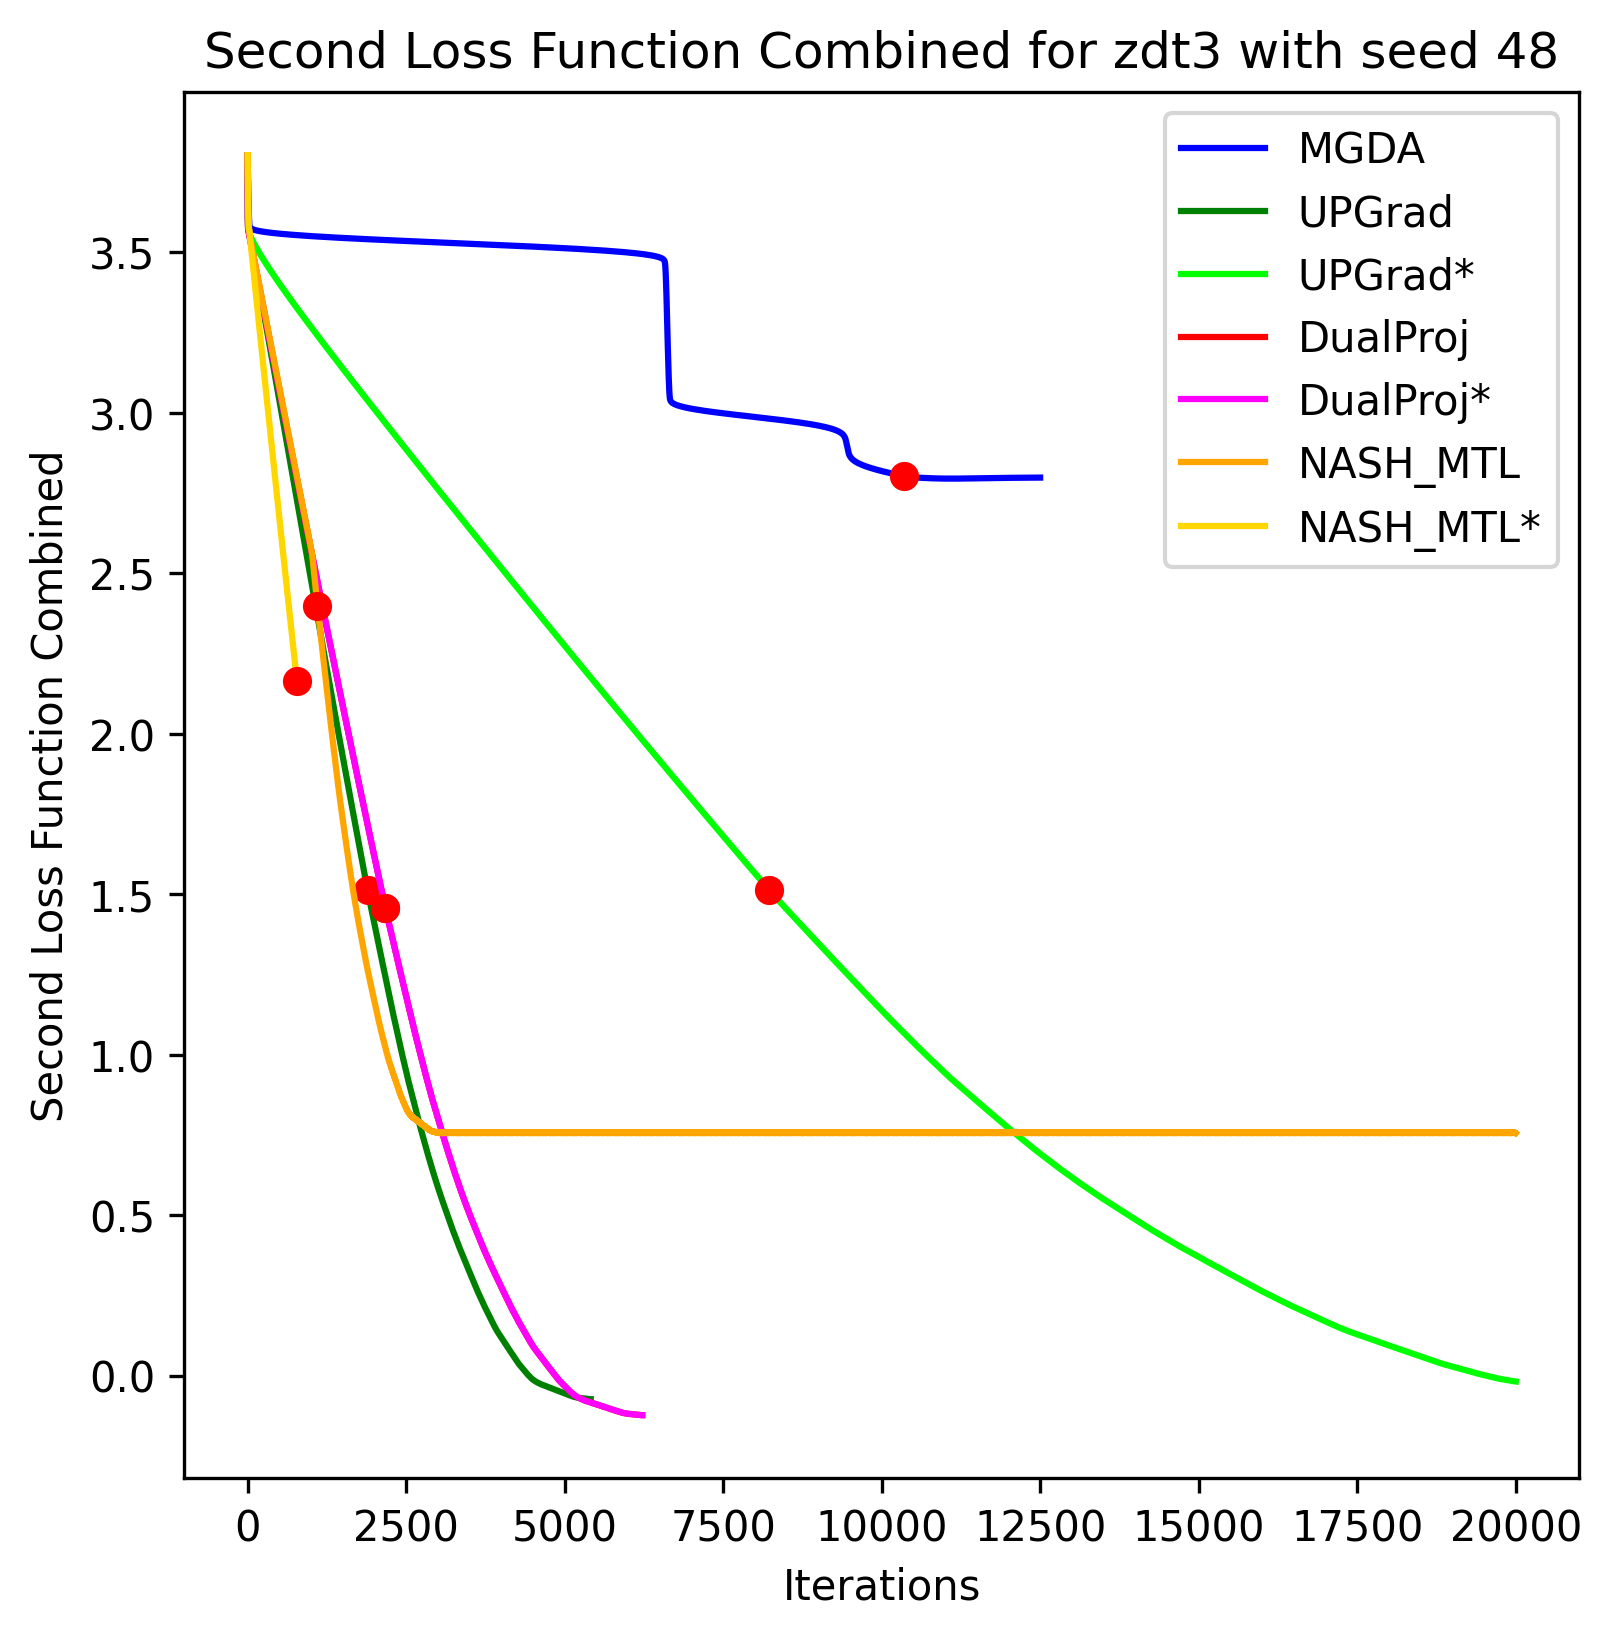 Second Loss Function Combined for zdt3 with seed 48
MGDA
UPGrad
UPGrad*
DualProj
DualProj*
NASH_MTL
NASH_MTL*
Second Loss Function Combined
3.5
3.0
2.5
2.0
1.5
1.0
0.5
0.0
0
2500
5000
7500
10000
12500
15000
17500
20000
Iterations